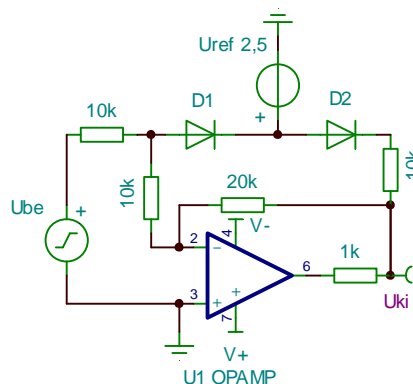 Uref 2,5
+
10k
D1
D2
10k
10k
20k
Ube
+
V-
2
−
4
6
1k
3
+
+
7
Uki
V+
U1 OPAMP